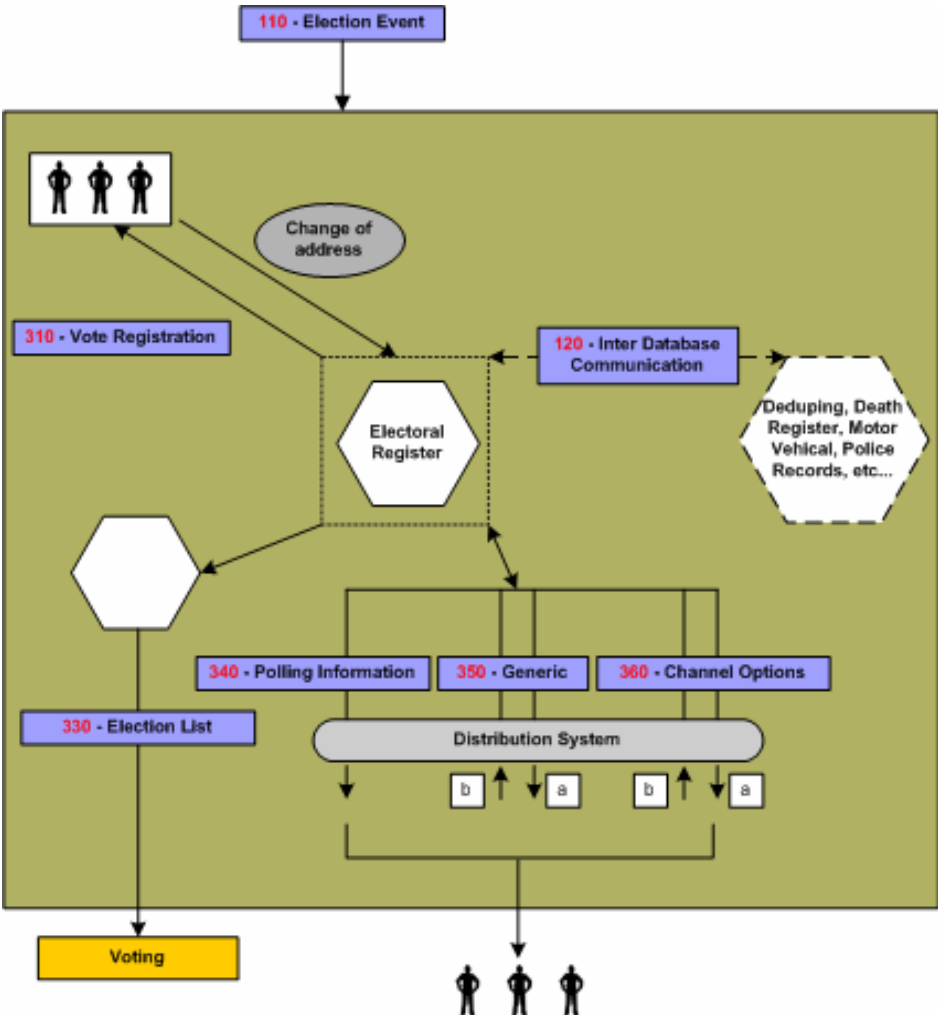 110 - Election Event
Change of
address
310 - Vote Registration
120 - Inter Database
Communication
Electoral
Register
Deduping, Death
Register, Motor
Vehical, Police
Records, etc...
340 - Polling Information
350 - Generic
360 - Channel Options
330 - Election List
Distribution System
b
a
b
a
Voting